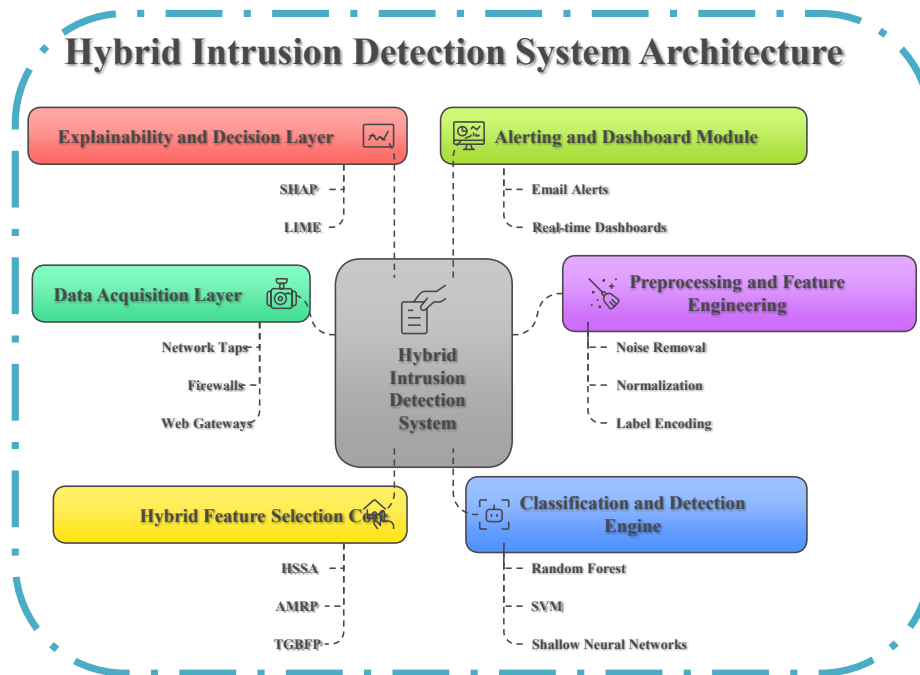 Hybrid Intrusion Detection System Architecture
Explainability and Decision Layer
SHAP
LIME
Alerting and Dashboard Module
Email Alerts
Real-time Dashboards
Data Acquisition Layer
Network Taps
Firewalls
Web Gateways
Hybrid
Intrusion
Detection
System
Preprocessing and Feature
Engineering
Noise Removal
Normalization
Label Encoding
Hybrid Feature Selection Core
HSSA
AMRP
TGBFP
Classification and Detection
Engine
Random Forest
SVM
Shallow Neural Networks